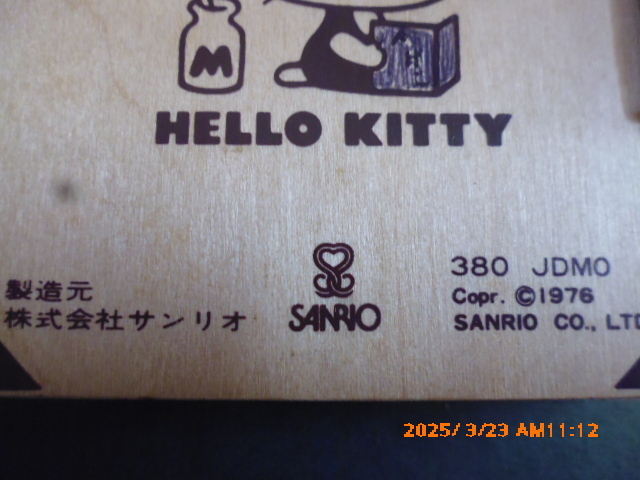 M
HELLO KITTY
製造元
株式会社サンリオ
SANRIO
380 JDMO
Copr. ©1976
SANRIO CO., LTD
2025/3/23 AM11:12